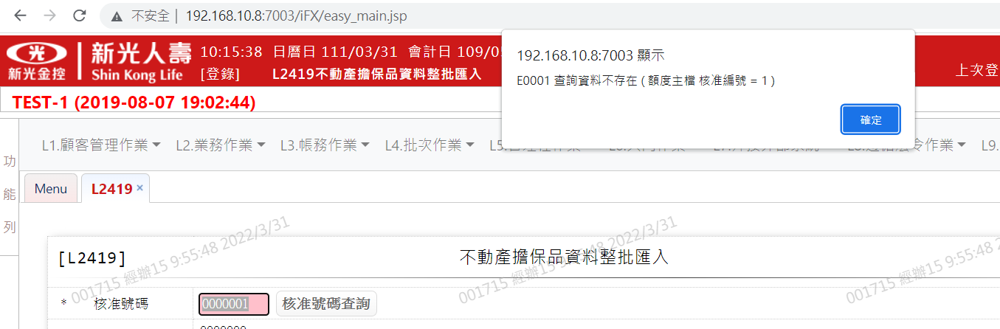 不安全 | 192.168.10.8:7003/iFX/easy_main.jsp
新光人壽
新光金控 Shin Kong Life
10:15:38 日曆日 111/03/31 會計日 109/0
[登錄] L2419不動產擔保品資料整批匯入
上次登
192.168.10.8:7003 顯示
E0001 查詢資料不存在 ( 額度主檔 核准編號 = 1 )
確定
TEST-1 (2019-08-07 19:02:44)
功
能
列
L1.顧客管理作業 L2.業務作業 L3.帳務作業 L4.批次作業 令作業 L9.
Menu L2419 ×
[L2419] 不動產擔保品資料整批匯入
* 核准號碼 0000001 核准號碼查詢
001715 經辦15 9:55:48 2022/3/31
001715 經辦15 9:55:48 2022/3/31
001715 經辦15 9:55:48